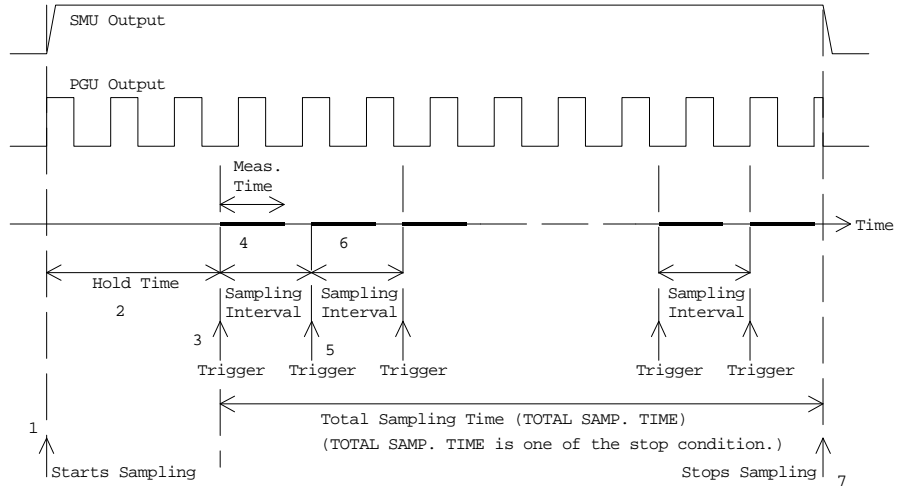 SMU Output
PGU Output
Meas.
Time
Time
4
6
Hold Time
2
Sampling
Interval
Sampling
Interval
Sampling
Interval
3
5
Trigger
Trigger
Trigger
Trigger
Trigger
Total Sampling Time (TOTAL SAMP. TIME)
(TOTAL SAMP. TIME is one of the stop condition.)
1
Starts Sampling
Stops Sampling
7